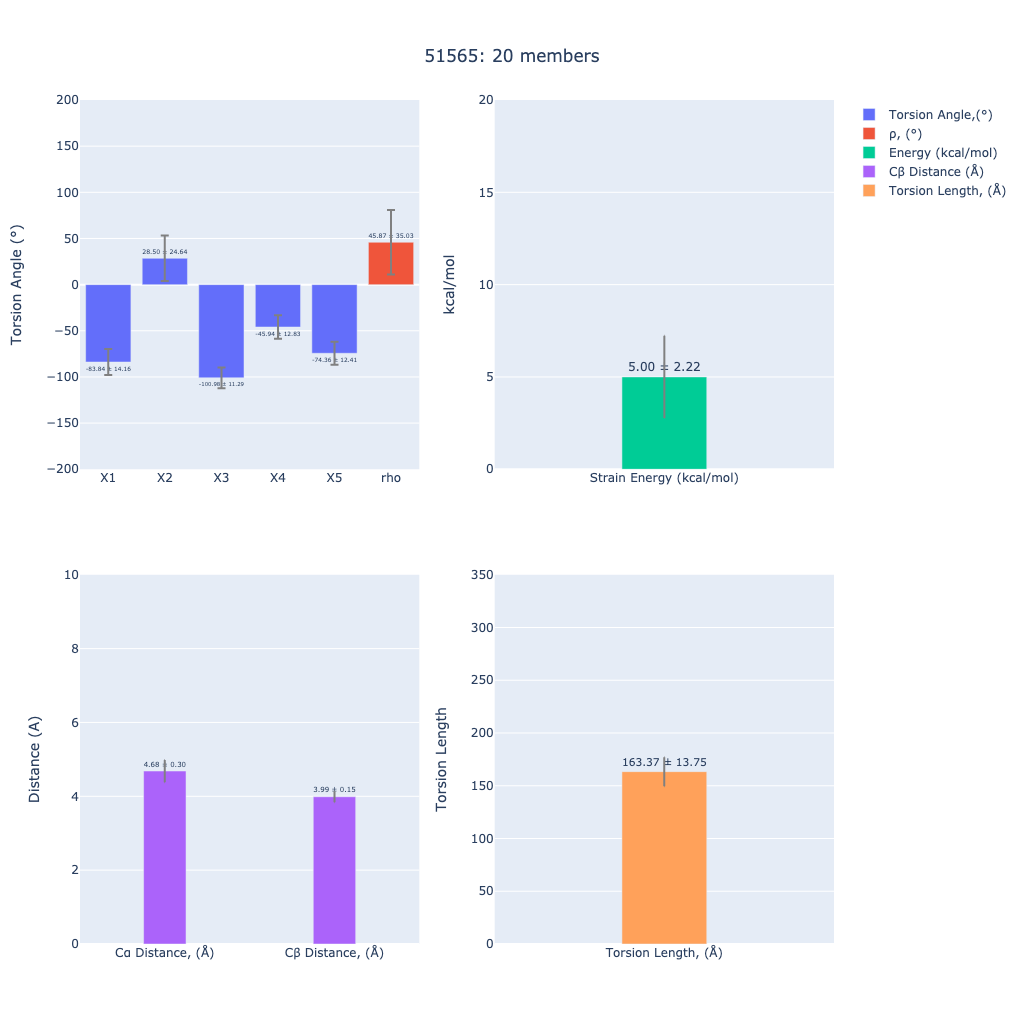 51565: 20 members
Torsion Angle (°)
200
150
100
50
0
−50
−100
−150
−200
-83.84 ± 14.16
28.50 ± 24.64
-100.98 ± 11.29
-45.94 ± 12.83
-74.36 ± 12.41
45.87 ± 35.03
X1 X2 X3 X4 X5 rho
kcal/mol
20
15
10
5
0
5.00 ± 2.22
Strain Energy (kcal/mol)
Torsion Angle,(°)
ρ, (°)
Energy (kcal/mol)
Cβ Distance (Å)
Torsion Length, (Å)
Distance (A)
10
8
6
4
2
0
4.68 ± 0.30
3.99 ± 0.15
Cα Distance, (Å) Cβ Distance, (Å)
Torsion Length
350
300
250
200
150
100
50
0
163.37 ± 13.75
Torsion Length, (Å)